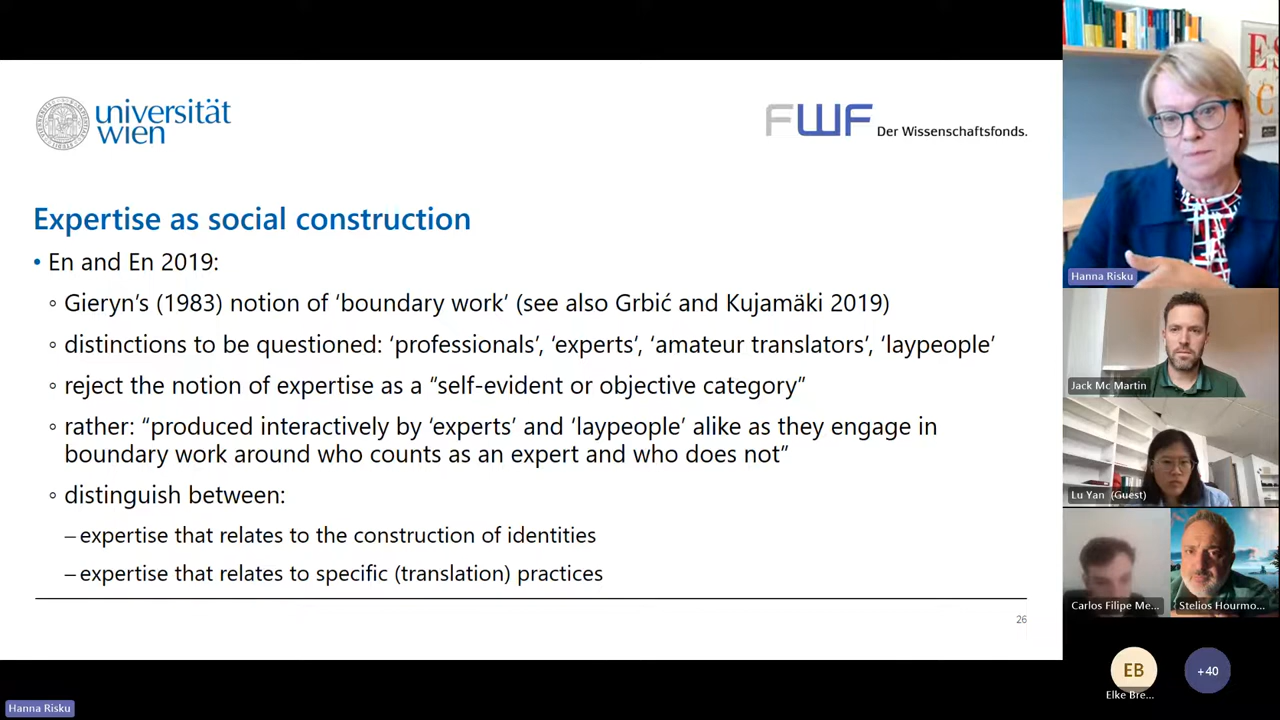 universität
wien
FWF Der Wissenschaftsfonds.
Expertise as social construction
• En and En 2019:
◦ Gieryn's (1983) notion of 'boundary work' (see also Grbić and Kujamäki 2019)
◦ distinctions to be questioned: 'professionals', 'experts', 'amateur translators', 'laypeople'
◦ reject the notion of expertise as a "self-evident or objective category"
◦ rather: "produced interactively by 'experts' and 'laypeople' alike as they engage in
boundary work around who counts as an expert and who does not"
◦ distinguish between:
– expertise that relates to the construction of identities
– expertise that relates to specific (translation) practices
26
Hanna Risku
Hanna Risku
Jack Mc Martin
Lu Yan (Guest)
Carlos Filipe Me...
Stelios Hourmo...
EB
Elke Bre...
+40